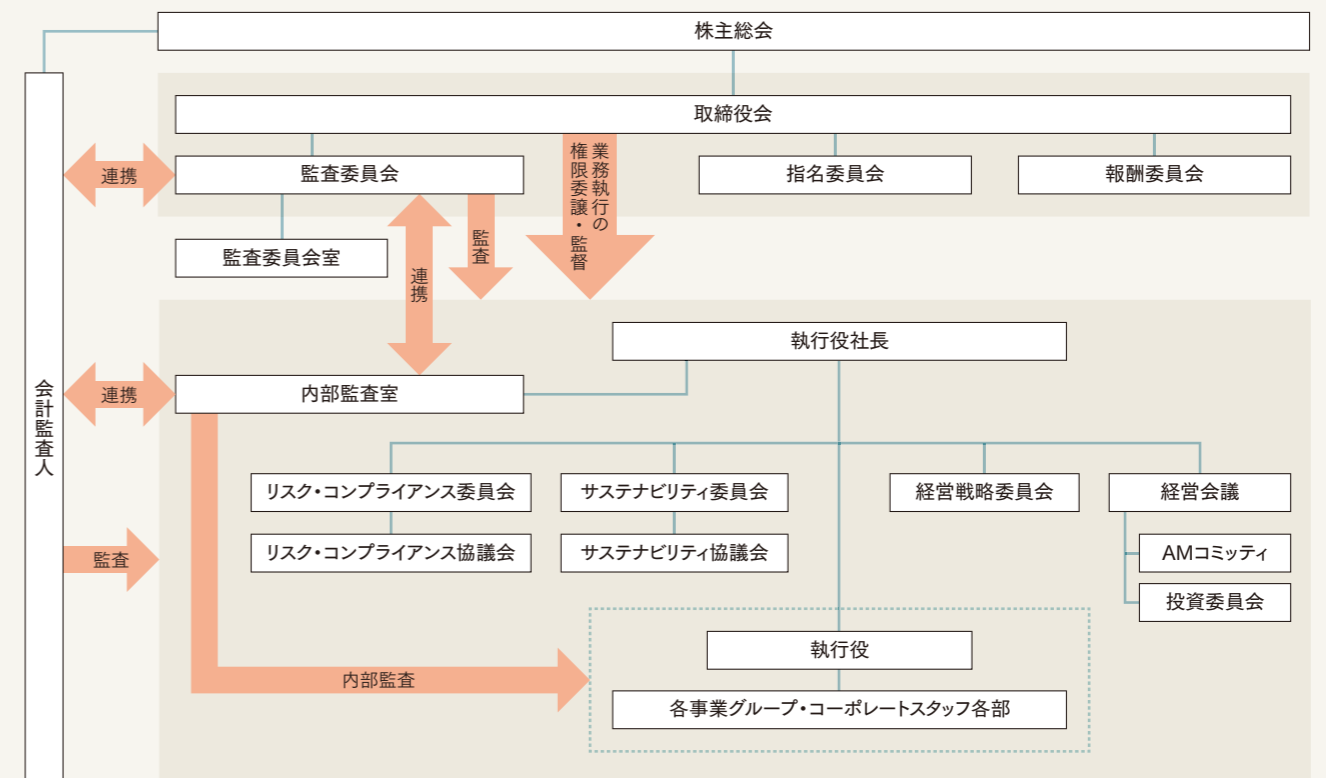 株主総会
取締役会
連携
監査委員会
業務執行の
権限委譲・監督
指名委員会
報酬委員会
監査委員会室
監査
連携
執行役社長
会計監査人
連携
内部監査室
リスク・コンプライアンス委員会
サステナビリティ委員会
経営戦略委員会
経営会議
リスク・コンプライアンス協議会
サステナビリティ協議会
AMコミッティ
監査
投資委員会
執行役
内部監査
各事業グループ・コーポレートスタッフ各部